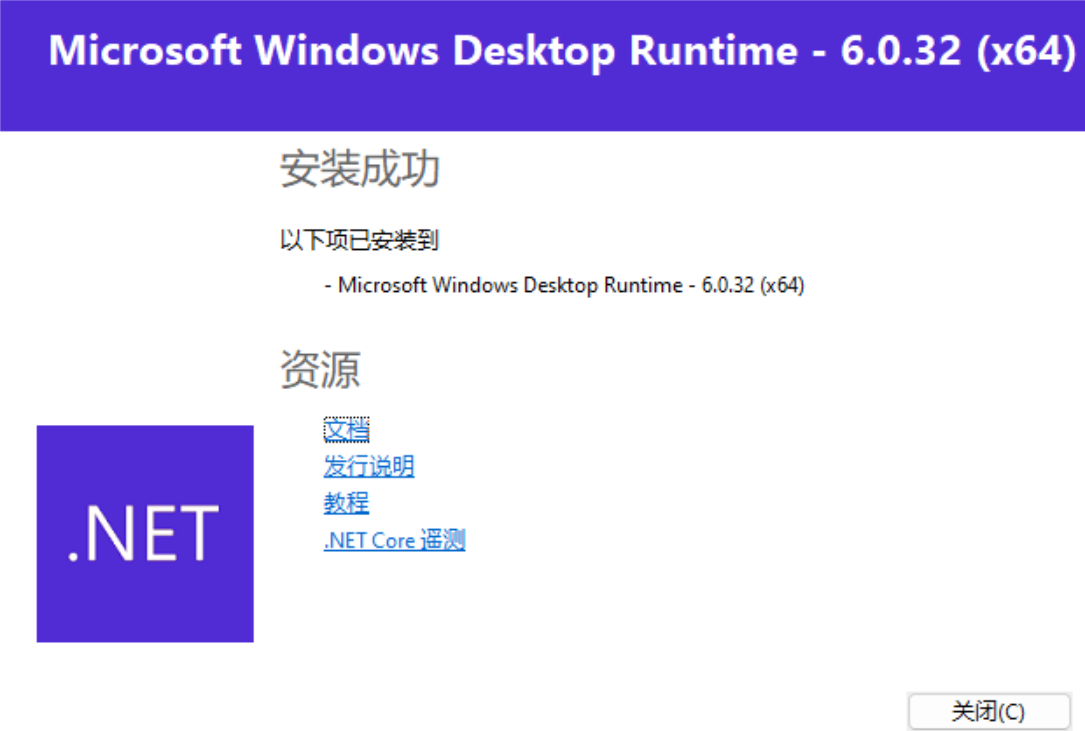 Microsoft Windows Desktop Runtime - 6.0.32 (x64)
安装成功
以下项已安装到
- Microsoft Windows Desktop Runtime - 6.0.32 (x64)
资源
文档
发行说明
教程
.NET Core 遥测
.NET
关闭(C)